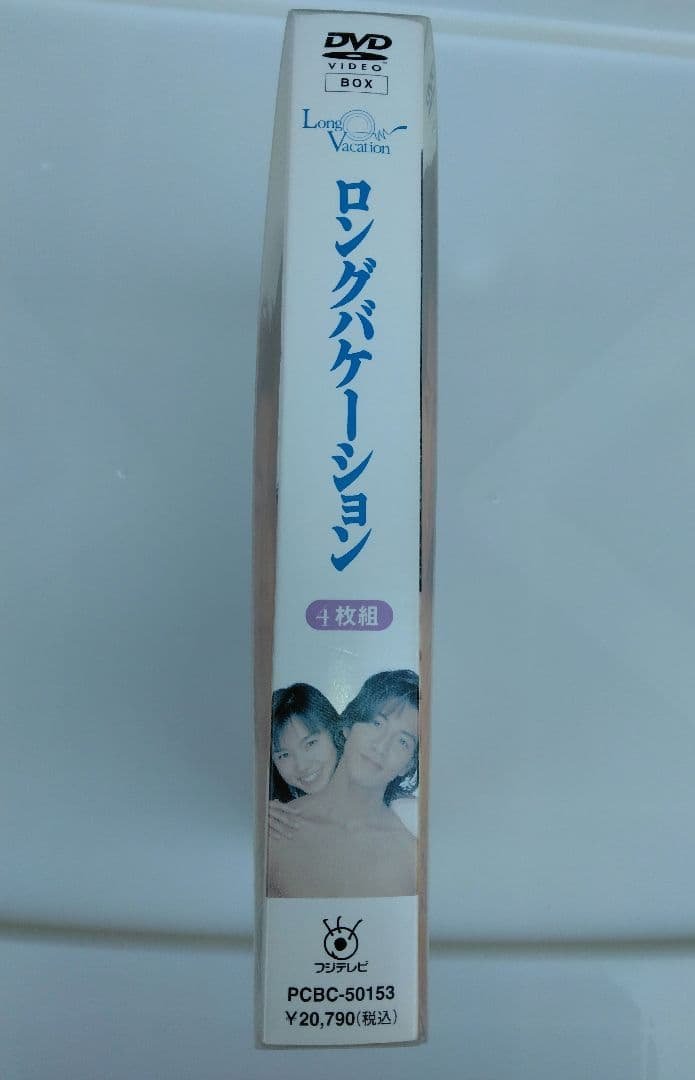 DVD
VIDEO
BOX
Long
Vacation
ロングバケーション
4枚組
フジテレビ
PCBC-50153
¥20,790(税込)